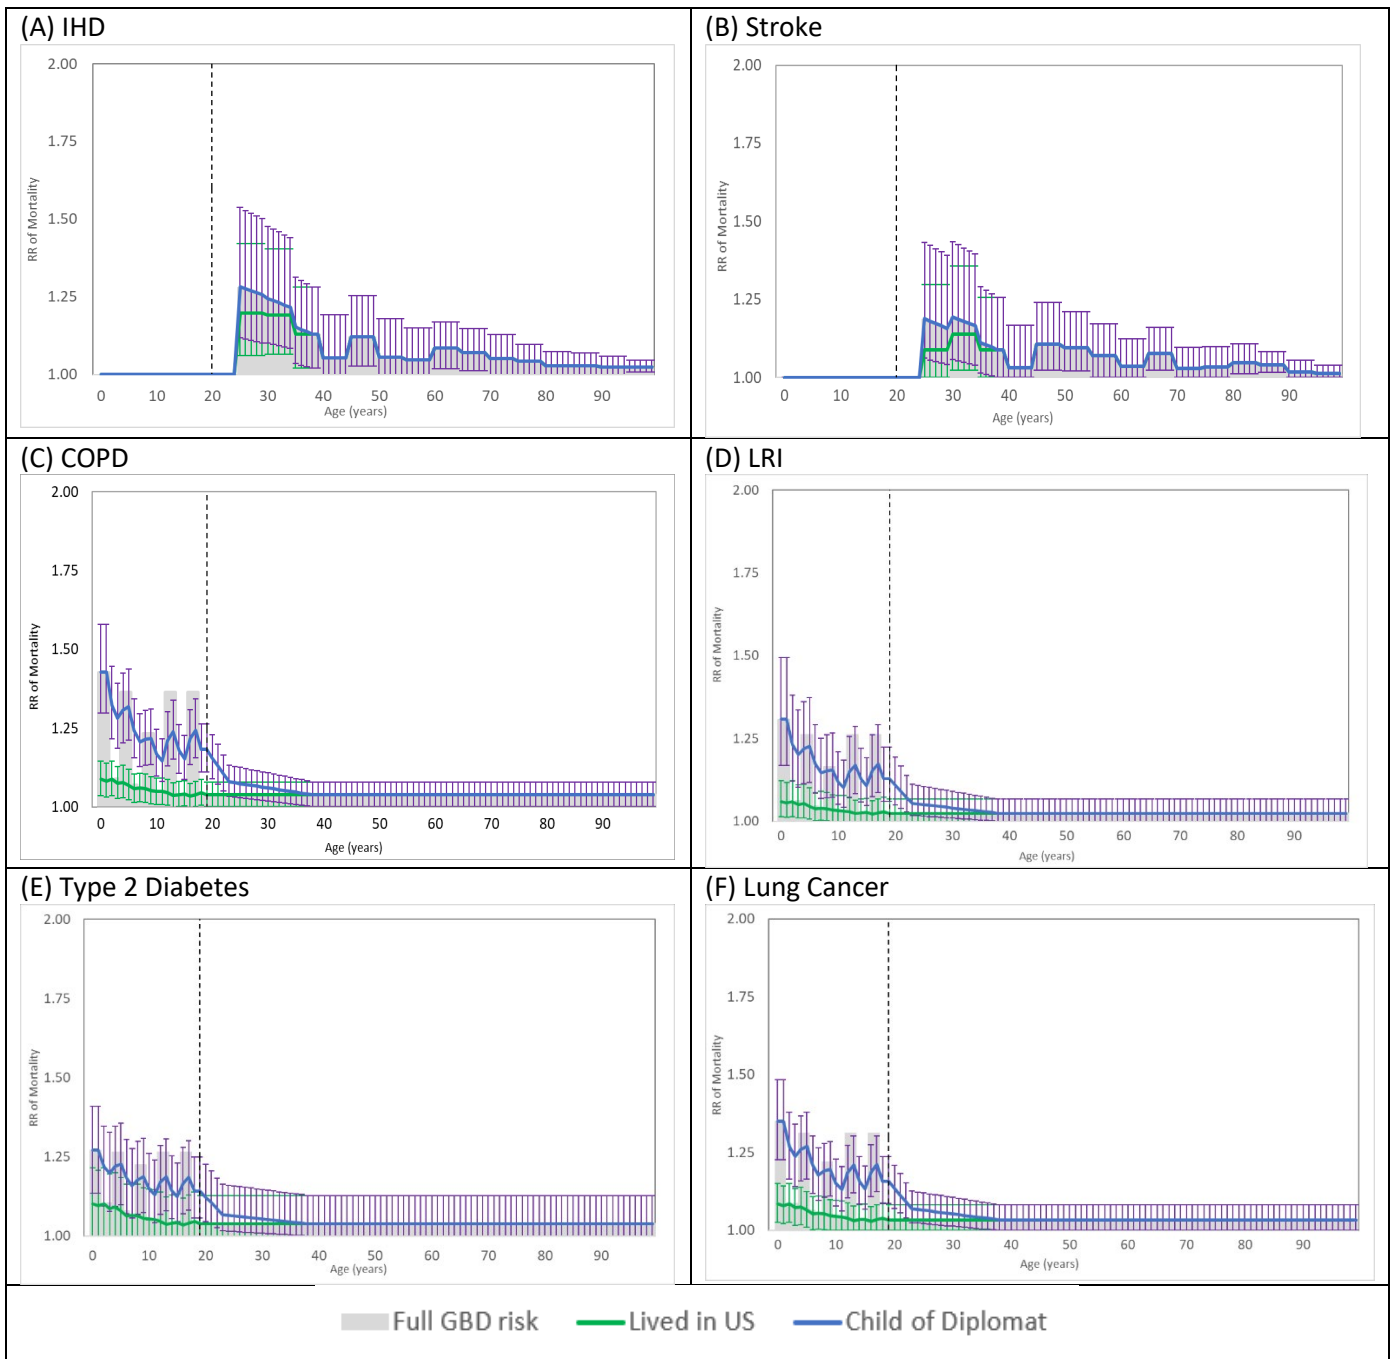 (A) IHD
2.00
1.75
1.50
1.25
1.00
RR of Mortality
0 10 20 30 40 50 60 70 80 90
Age (years)
(B) Stroke
2.00
1.75
1.50
1.25
1.00
RR of Mortality
0 10 20 30 40 50 60 70 80 90
Age (years)
(C) COPD
2.00
1.75
1.50
1.25
1.00
RR of Mortality
0 10 20 30 40 50 60 70 80 90
Age (years)
(D) LRI
2.00
1.75
1.50
1.25
1.00
RR of Mortality
0 10 20 30 40 50 60 70 80 90
Age (years)
(E) Type 2 Diabetes
2.00
1.75
1.50
1.25
1.00
RR of Mortality
0 10 20 30 40 50 60 70 80 90
Age (years)
(F) Lung Cancer
2.00
1.75
1.50
1.25
1.00
RR of Mortality
0 10 20 30 40 50 60 70 80 90
Age (years)
Full GBD risk Lived in US Child of Diplomat